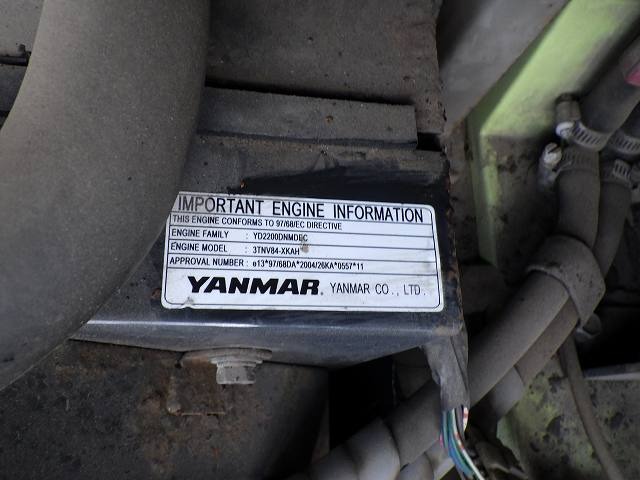 IMPORTANT ENGINE INFORMATION
THIS ENGINE CONFORMS TO 97/68/EC DIRECTIVE
ENGINE FAMILY : YD2200DNMDEC
ENGINE MODEL : 3TNV84-XKAH
APPROVAL NUMBER : e13*97/68DA*2004/26KA*0557*11
YANMAR. YANMAR CO., LTD.